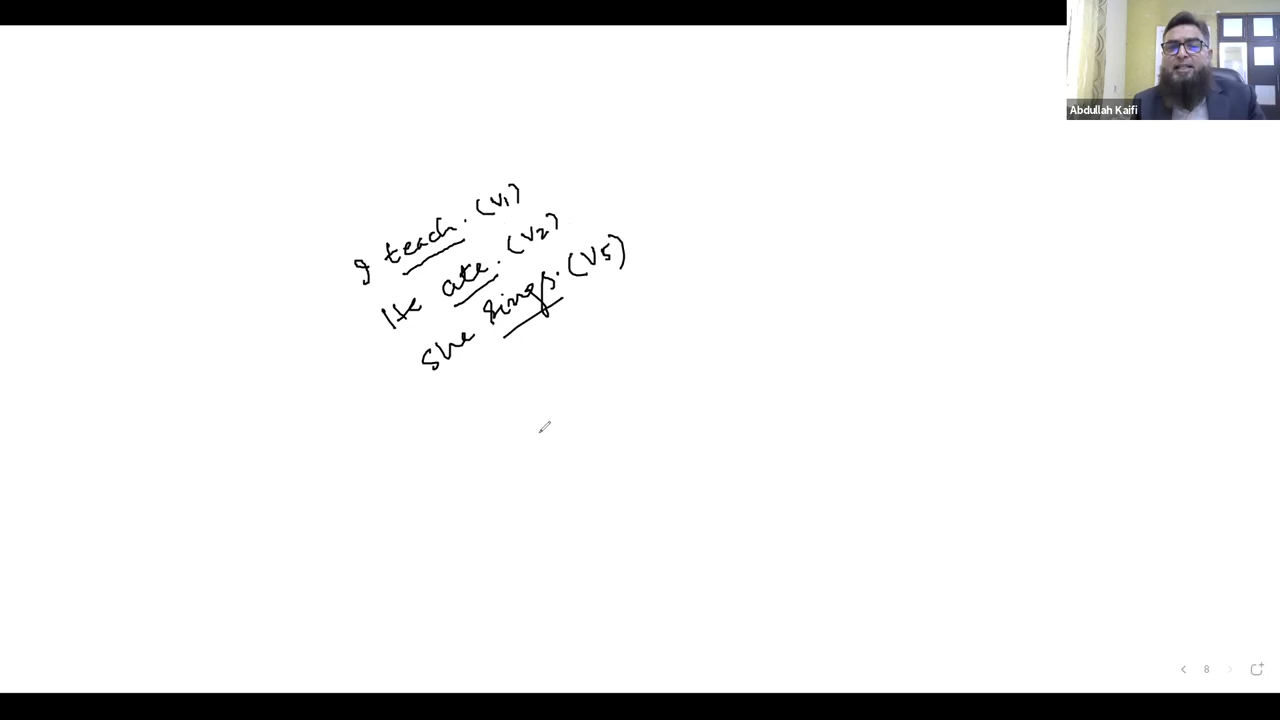 Abdullah Kaifi
I teach. (V1)
He ate. (V2)
She sings. (V5)
8